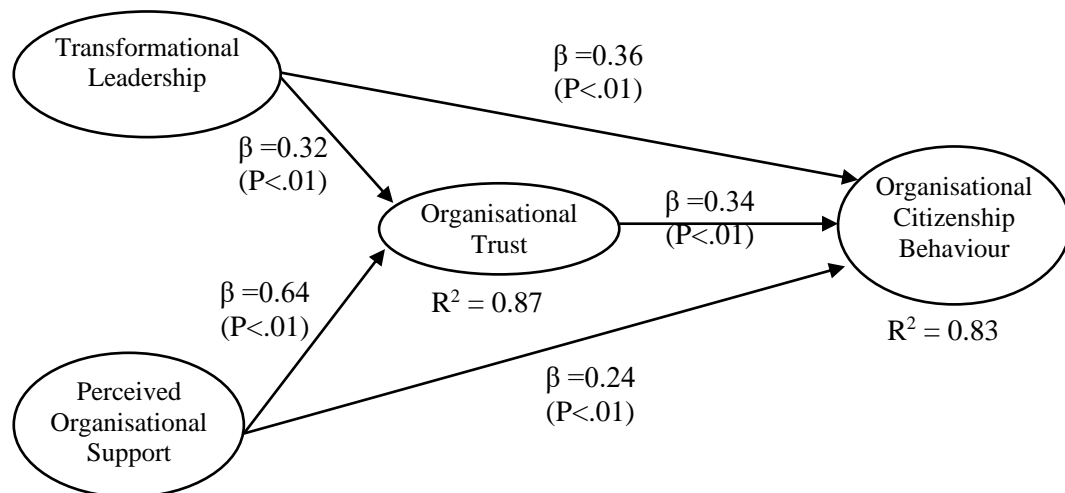 Transformational
Leadership
β =0.36
(P<.01)
β =0.32
(P<.01)
Organisational
Trust
R² = 0.87
β =0.34
(P<.01)
Organisational
Citizenship
Behaviour
R² = 0.83
β =0.64
(P<.01)
Perceived
Organisational
Support
β =0.24
(P<.01)